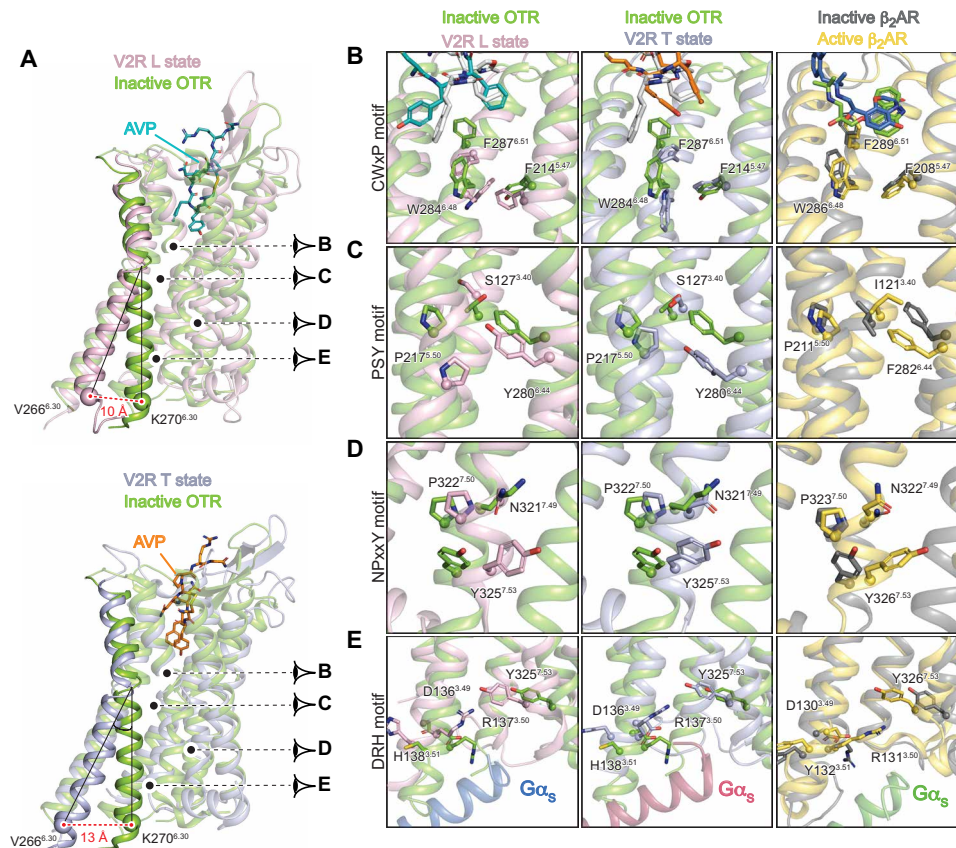 A
V2R L state
Inactive OTR
AVP
B
C
D
E
V266^6.30
10 Å
K270^6.30
V2R T state
Inactive OTR
AVP
B
C
D
E
V266^6.30
13 Å
K270^6.30
Inactive OTR
V2R L state
Inactive OTR
V2R T state
Inactive β₂AR
Active β₂AR
B
CWxP motif
F287^6.51
F214^5.47
W284^6.48
F287^6.51
F214^5.47
W284^6.48
F289^6.51
F208^5.47
W286^6.48
C
PSY motif
S127^3.40
P217^5.50
Y280^6.44
S127^3.40
P217^5.50
Y280^6.44
I121^3.40
P211^5.50
F282^6.44
D
NPxxY motif
P322^7.50
N321^7.49
Y325^7.53
P322^7.50
N321^7.49
Y325^7.53
P323^7.50
N322^7.49
Y326^7.53
E
DRH motif
Y325^7.53
D136^3.49
R137^3.50
H138^3.51
Gαs
Y325^7.53
D136^3.49
R137^3.50
H138^3.51
Gαs
Y326^7.53
D130^3.49
R131^3.50
Y132^3.51
Gαs